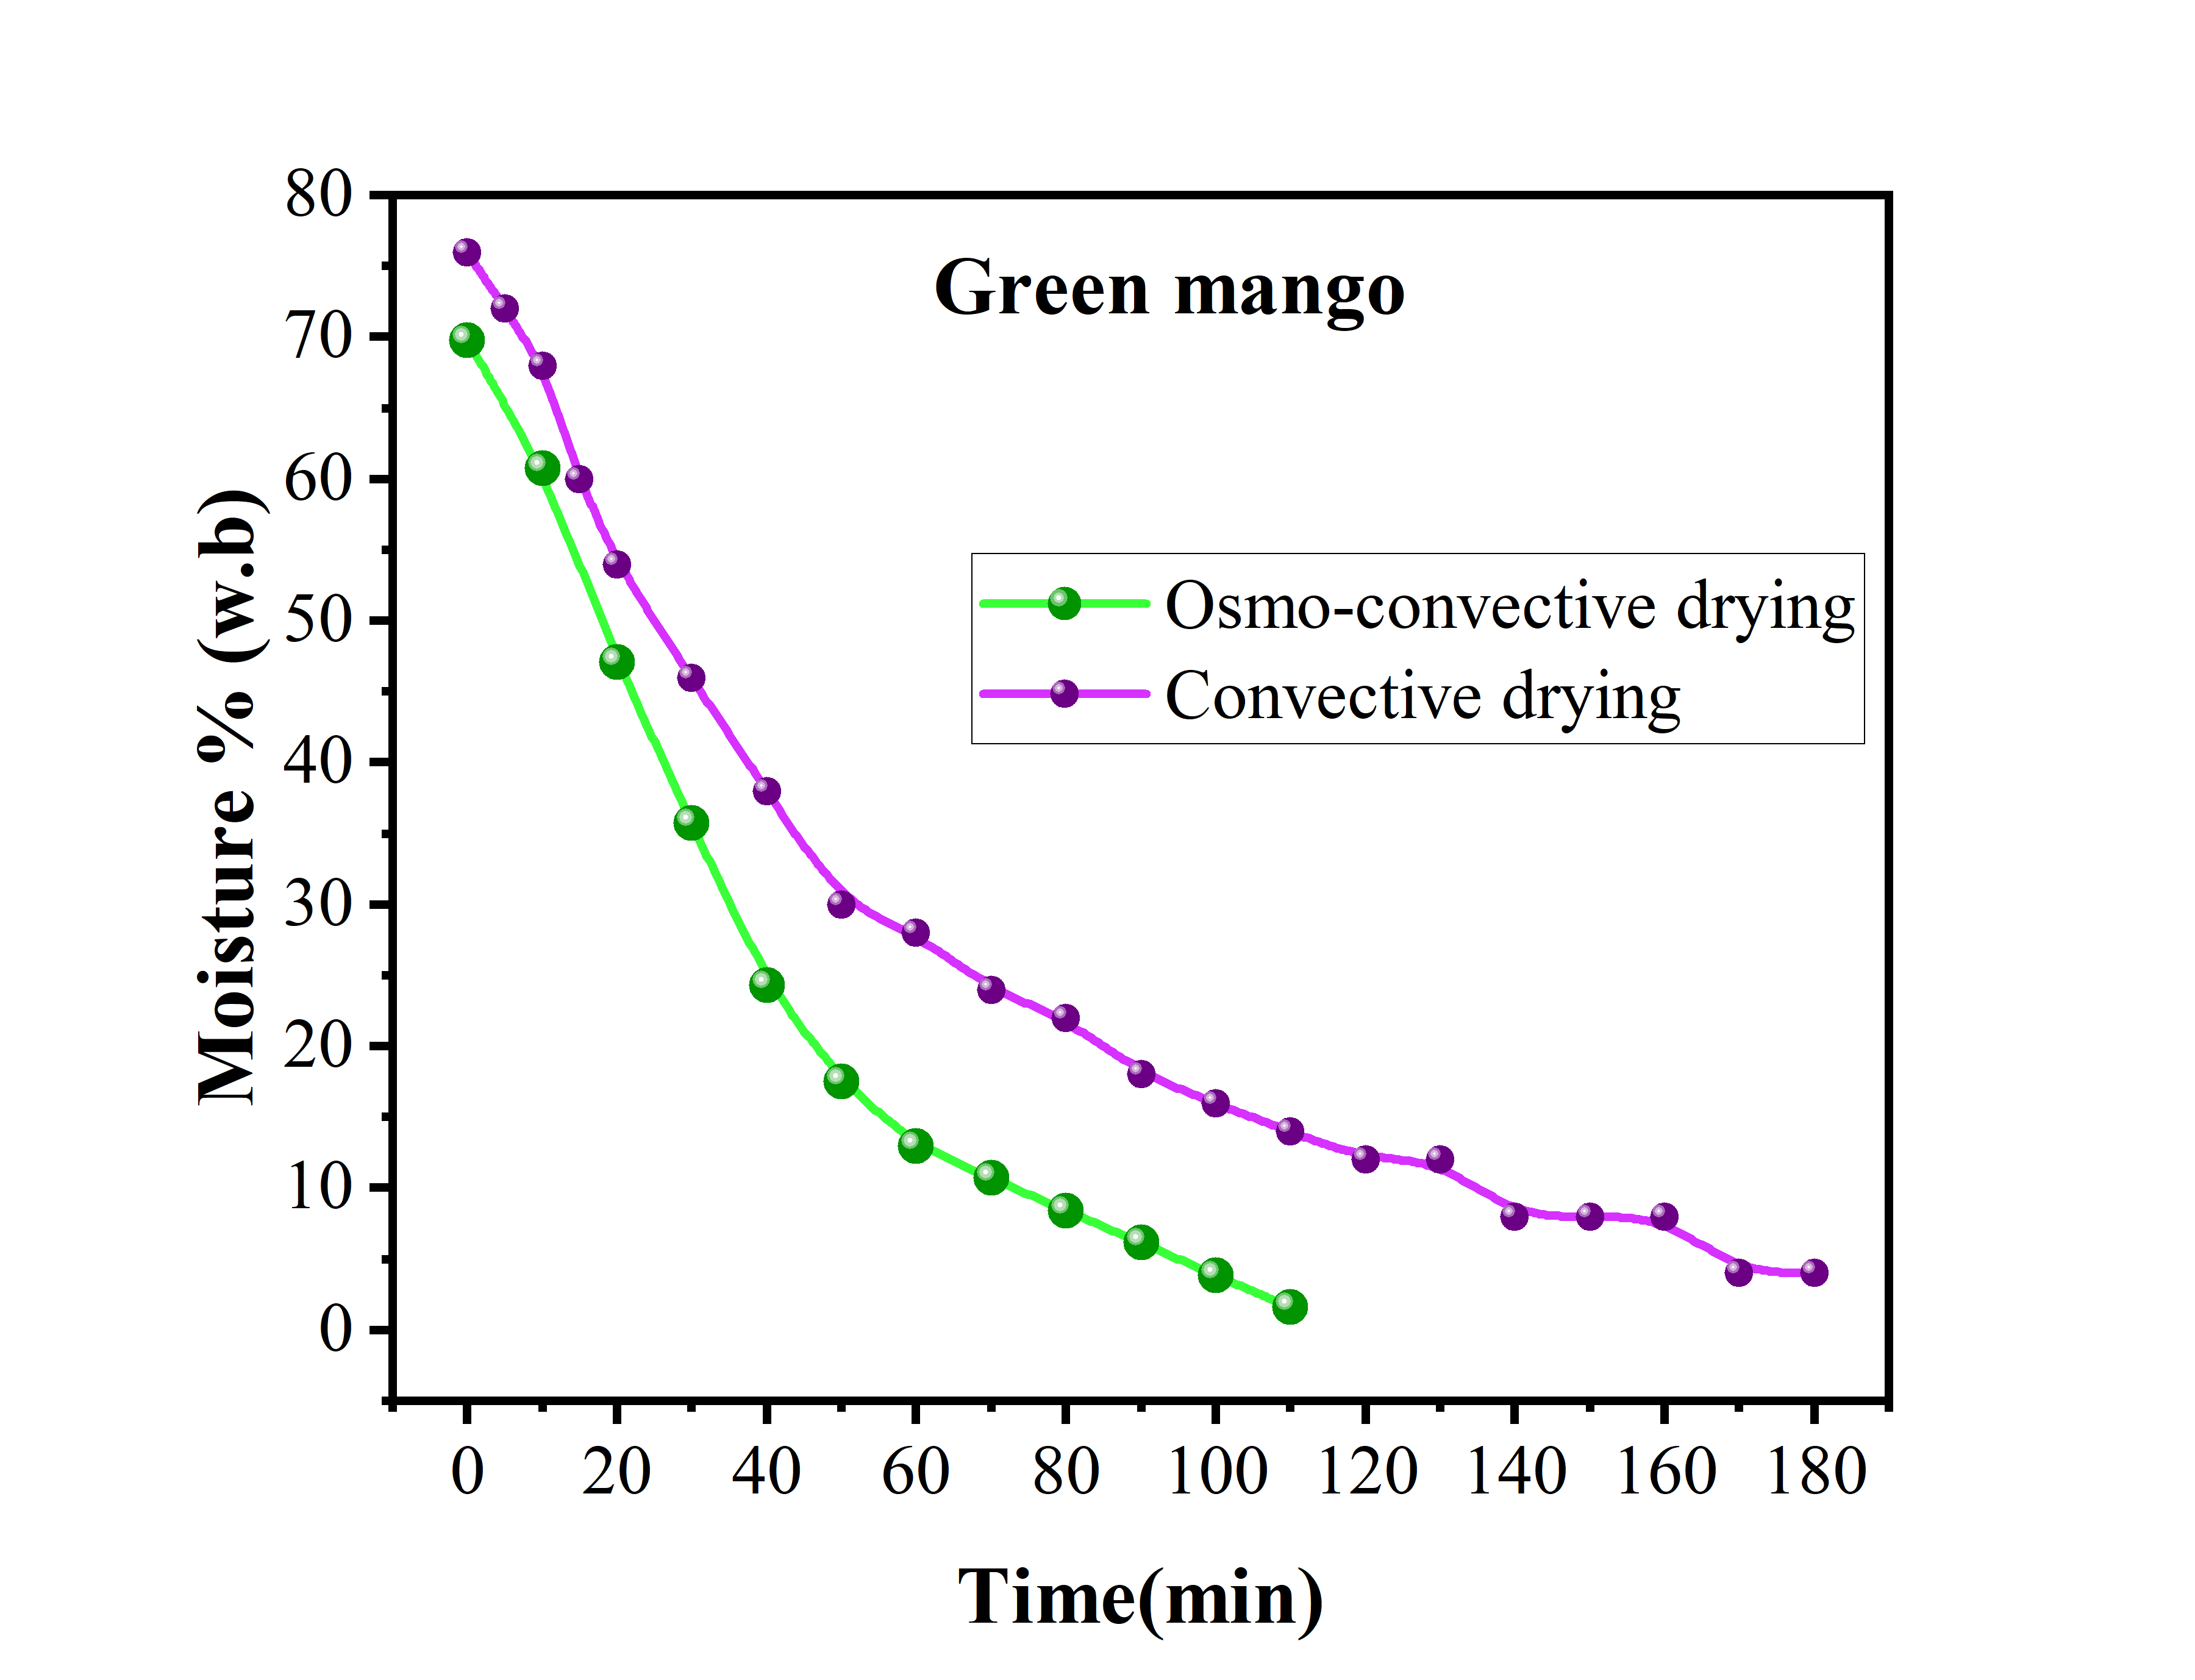 Green mango
Moisture % (w.b)
80
70
60
50
40
30
20
10
0
Osmo-convective drying
Convective drying
0 20 40 60 80 100 120 140 160 180
Time(min)